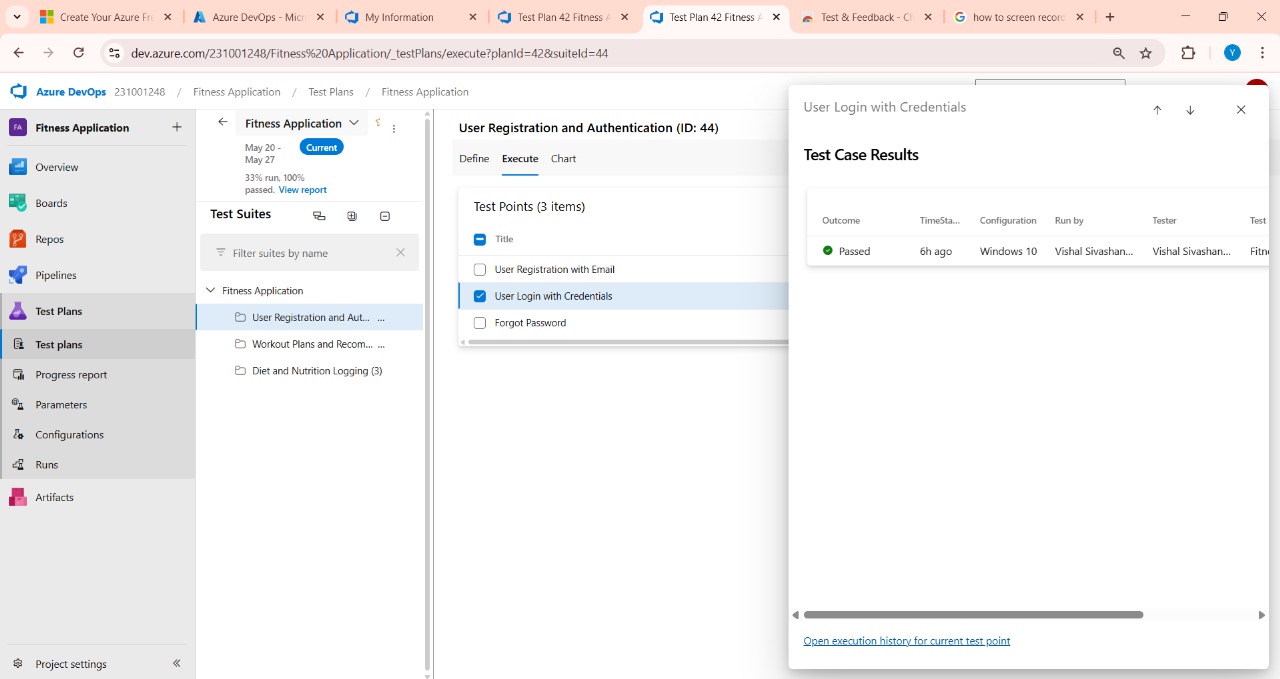 Create Your Azure Fre
Azure DevOps - Micr
My Information
Test Plan 42 Fitness A
Test Plan 42 Fitness A
Test & Feedback - Ch
how to screen record
dev.azure.com/231001248/Fitness%20Application/_testPlans/execute?planId=42&suiteId=44
Y
Azure DevOps 231001248 / Fitness Application / Test Plans / Fitness Application
FA Fitness Application
Overview
Boards
Repos
Pipelines
Test Plans
Test plans
Progress report
Parameters
Configurations
Runs
Artifacts
Project settings
Fitness Application
May 20 -
May 27
Current
33% run, 100%
passed. View report
Test Suites
Filter suites by name
Fitness Application
User Registration and Aut... ...
Workout Plans and Recom... ...
Diet and Nutrition Logging (3)
User Registration and Authentication (ID: 44)
Define Execute Chart
Test Points (3 items)
Title
User Registration with Email
User Login with Credentials
Forgot Password
User Login with Credentials
Test Case Results
Outcome TimeSta... Configuration Run by Tester Test
Passed 6h ago Windows 10 Vishal Sivashan... Vishal Sivashan... Fitne
Open execution history for current test point